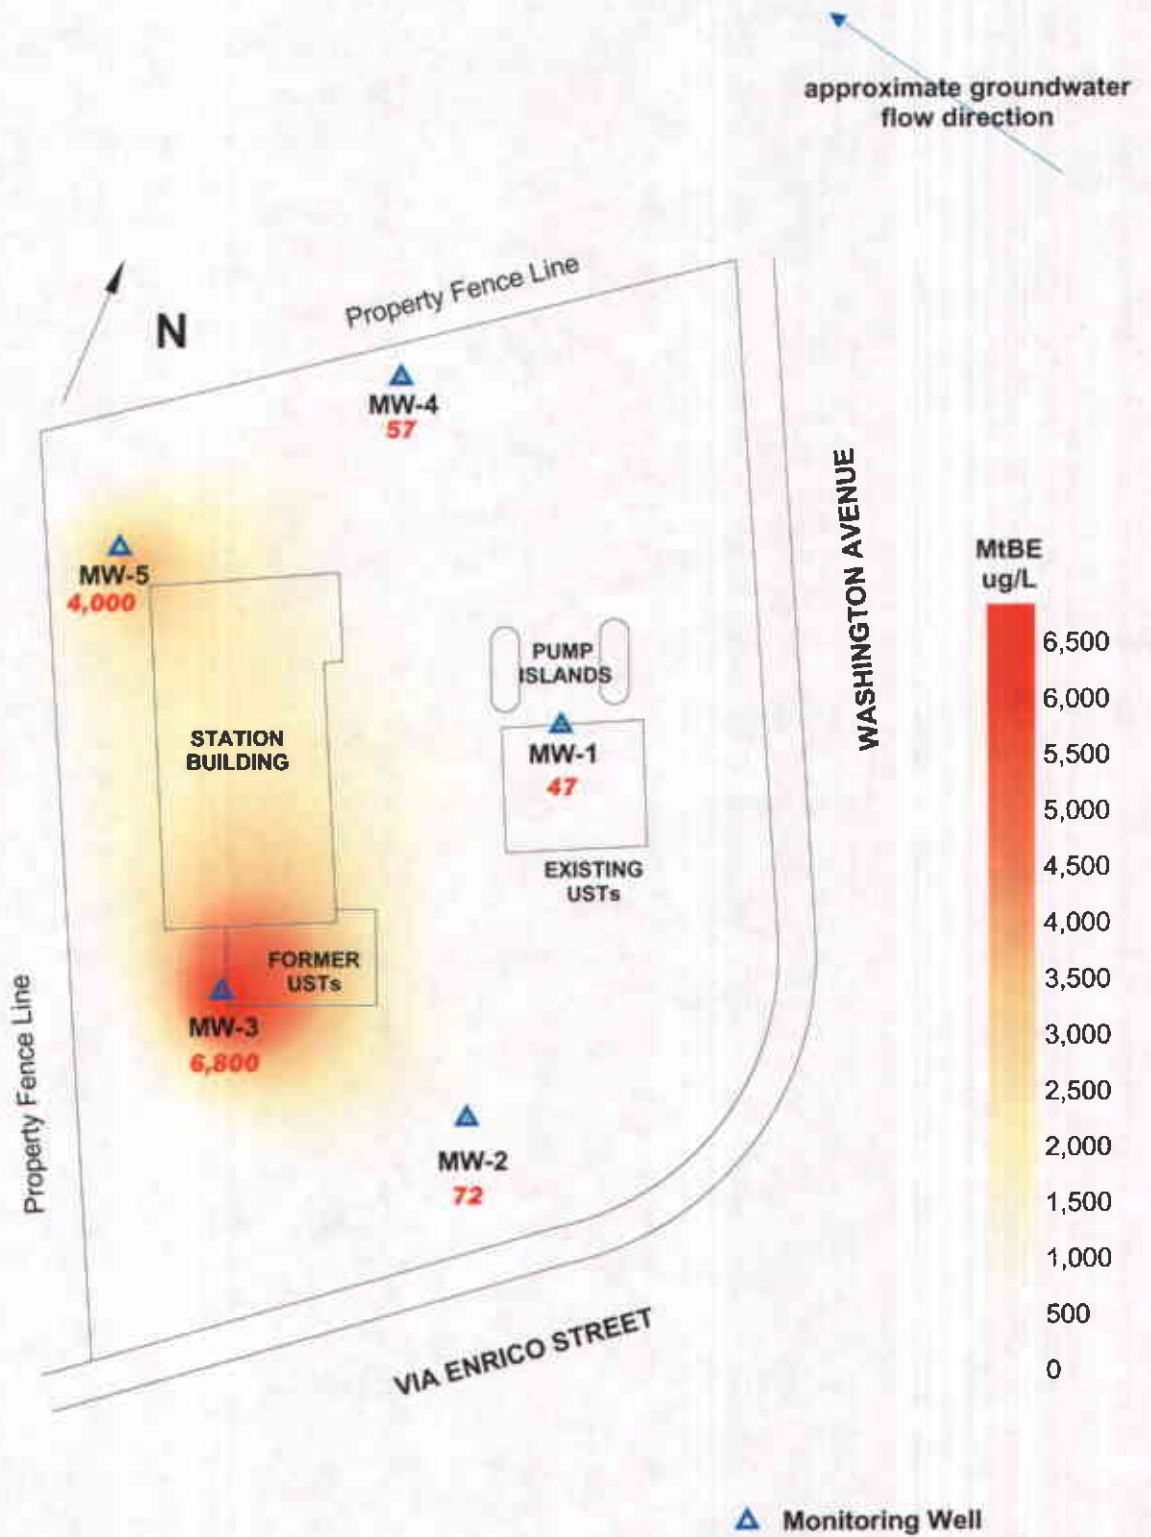 approximate groundwater
flow direction
N
Property Fence Line
MW-4
57
MW-5
4,000
STATION
BUILDING
PUMP
ISLANDS
MW-1
47
EXISTING
USTs
FORMER
USTs
MW-3
6,800
MW-2
72
Property Fence Line
WASHINGTON AVENUE
VIA ENRICO STREET
MtBE
ug/L
6,500
6,000
5,500
5,000
4,500
4,000
3,500
3,000
2,500
2,000
1,500
1,000
500
0
Monitoring Well